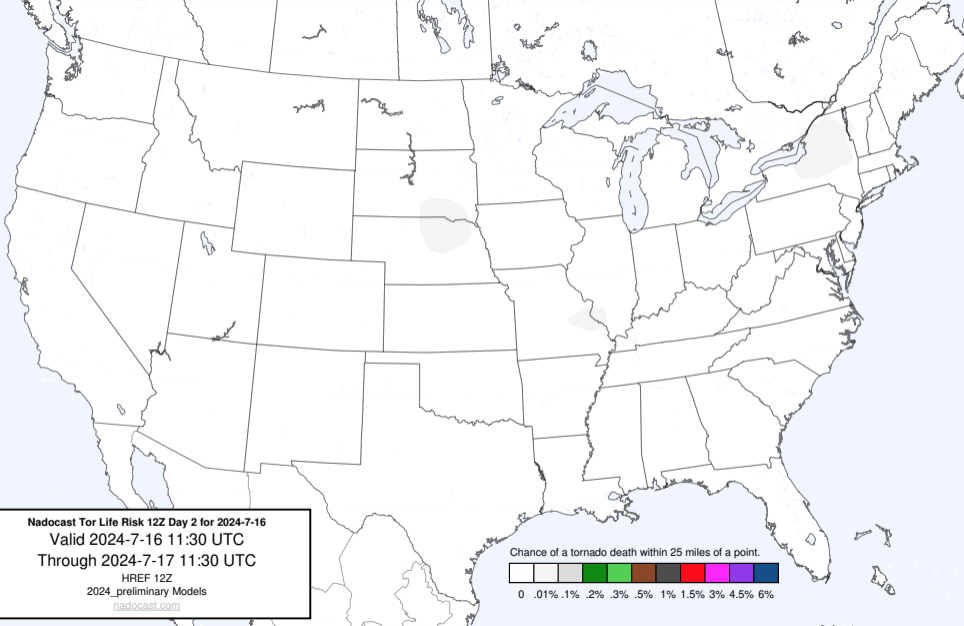 Nadocast Tor Life Risk 12Z Day 2 for 2024-7-16
Valid 2024-7-16 11:30 UTC
Through 2024-7-17 11:30 UTC
HREF 12Z
2024_preliminary Models
nadocast.com
Chance of a tornado death within 25 miles of a point.
0 .01% .1% .2% .3% .5% 1% 1.5% 3% 4.5% 6%